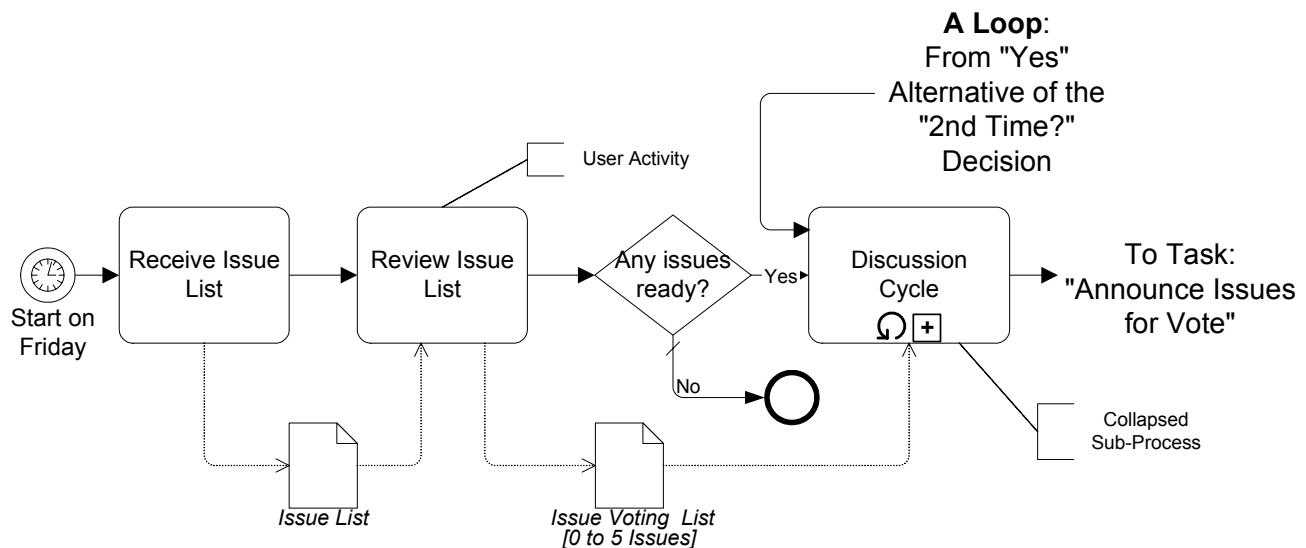 A Loop:
From "Yes"
Alternative of the
"2nd Time?"
Decision
User Activity
Receive Issue
List
Review Issue
List
Any issues
ready?
Yes
Discussion
Cycle
To Task:
"Announce Issues
for Vote"
Start on
Friday
No
Collapsed
Sub-Process
Issue List
Issue Voting List
[0 to 5 Issues]